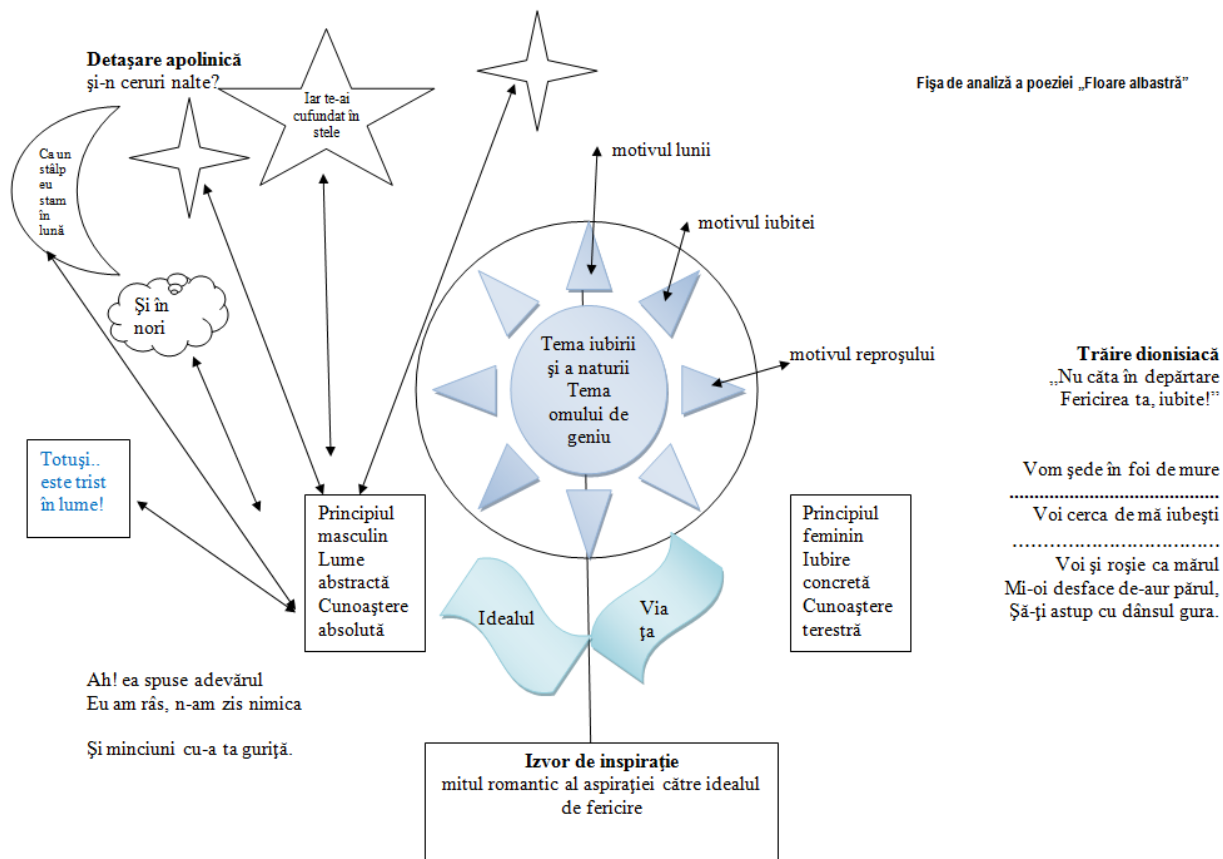 Detaşare apolinică
şi-n ceruri nalte?
Fişa de analiză a poeziei „Floare albastră”
Iar te-ai
cufundat în
stele
Ca un
stâlp
eu
stam
în
lună
Şi în
nori
motivul lunii
motivul iubitei
motivul reproşului
Tema iubirii
şi a naturii
Tema
omului de
geniu
Trăire dionisiacă
„Nu căta în depărtare
Fericirea ta, iubite!”
Vom şede în foi de mure
..........................................
Voi cerca de mă iubeşti
...................................
Voi şi roşie ca mărul
Mi-oi desface de-aur părul,
Şă-ţi astup cu dânsul gura.
Totuşi..
este trist
în lume!
Principiul
masculin
Lume
abstractă
Cunoaştere
absolută
Idealul
Via
ţa
Principiul
feminin
Iubire
concretă
Cunoaştere
terestră
Ah! ea spuse adevărul
Eu am râs, n-am zis nimica
Şi minciuni cu-a ta guriţă.
Izvor de inspiraţie
mitul romantic al aspiraţiei către idealul
de fericire